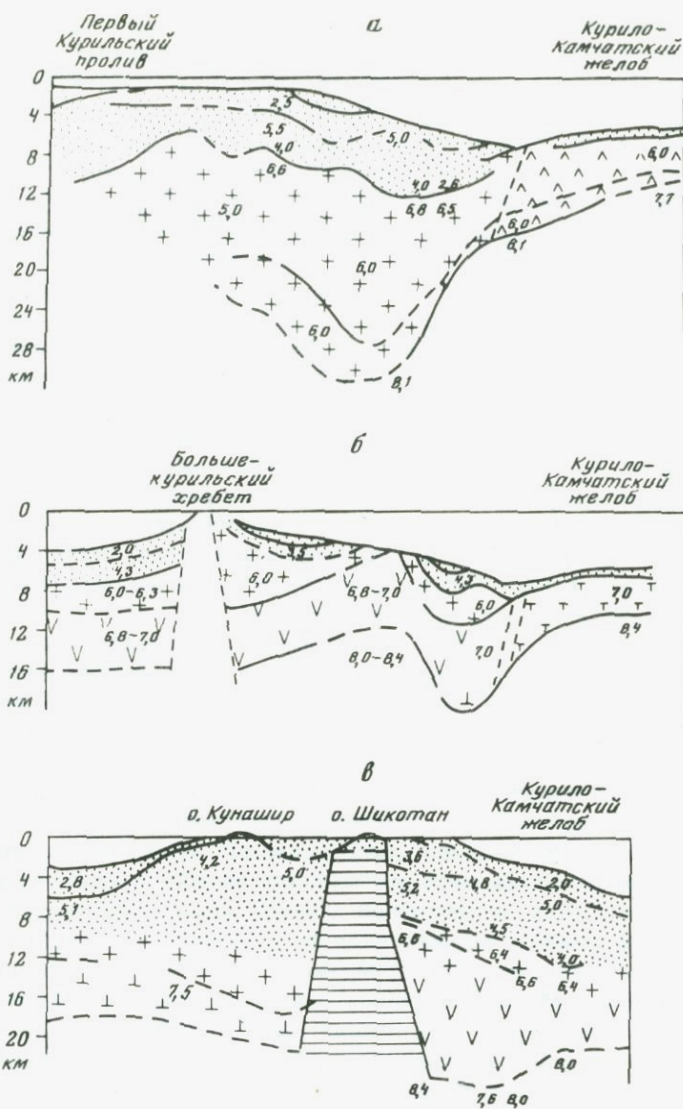 а
Первый
Курильский
пролив
Курило-
Камчатский
желоб
0
4
8
12
16
20
24
28
км
2,5
5,5
4,0
6,6
5,0
4,0 2,6
6,8 6,5
5,0
6,0
6,0
8,1
6,0
7,7
6,0
8,1
б
Больше-
курильский
хребет
Курило-
Камчатский
желоб
0
4
8
12
16
км
2,0
4,3
6,0-6,3
6,8-7,0
3,5
6,0
6,8-7,0
8,0-8,4
4,3
6,0
7,0
7,0
8,4
в
о. Кунашир
о. Шикотан
Курило-
Камчатский
желоб
0
4
8
12
16
20
км
2,8
5,1
4,2
5,0
7,5
3,6
5,2
4,8
2,0
5,0
4,5
6,6
6,4
6,6
4,0
6,4
8,4
7,6
8,0
8,0